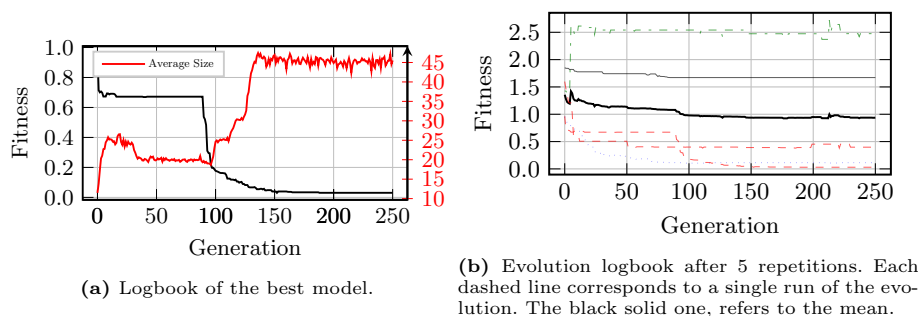 1.0
0.8
0.6
0.4
0.2
0.0
Fitness
Average Size
45
40
35
30
25
20
15
10
0 50 100 150 200 250
Generation
(a) Logbook of the best model.
2.5
2.0
1.5
1.0
0.5
0.0
Fitness
0 50 100 150 200 250
Generation
(b) Evolution logbook after 5 repetitions. Each
dashed line corresponds to a single run of the evo-
lution. The black solid one, refers to the mean.